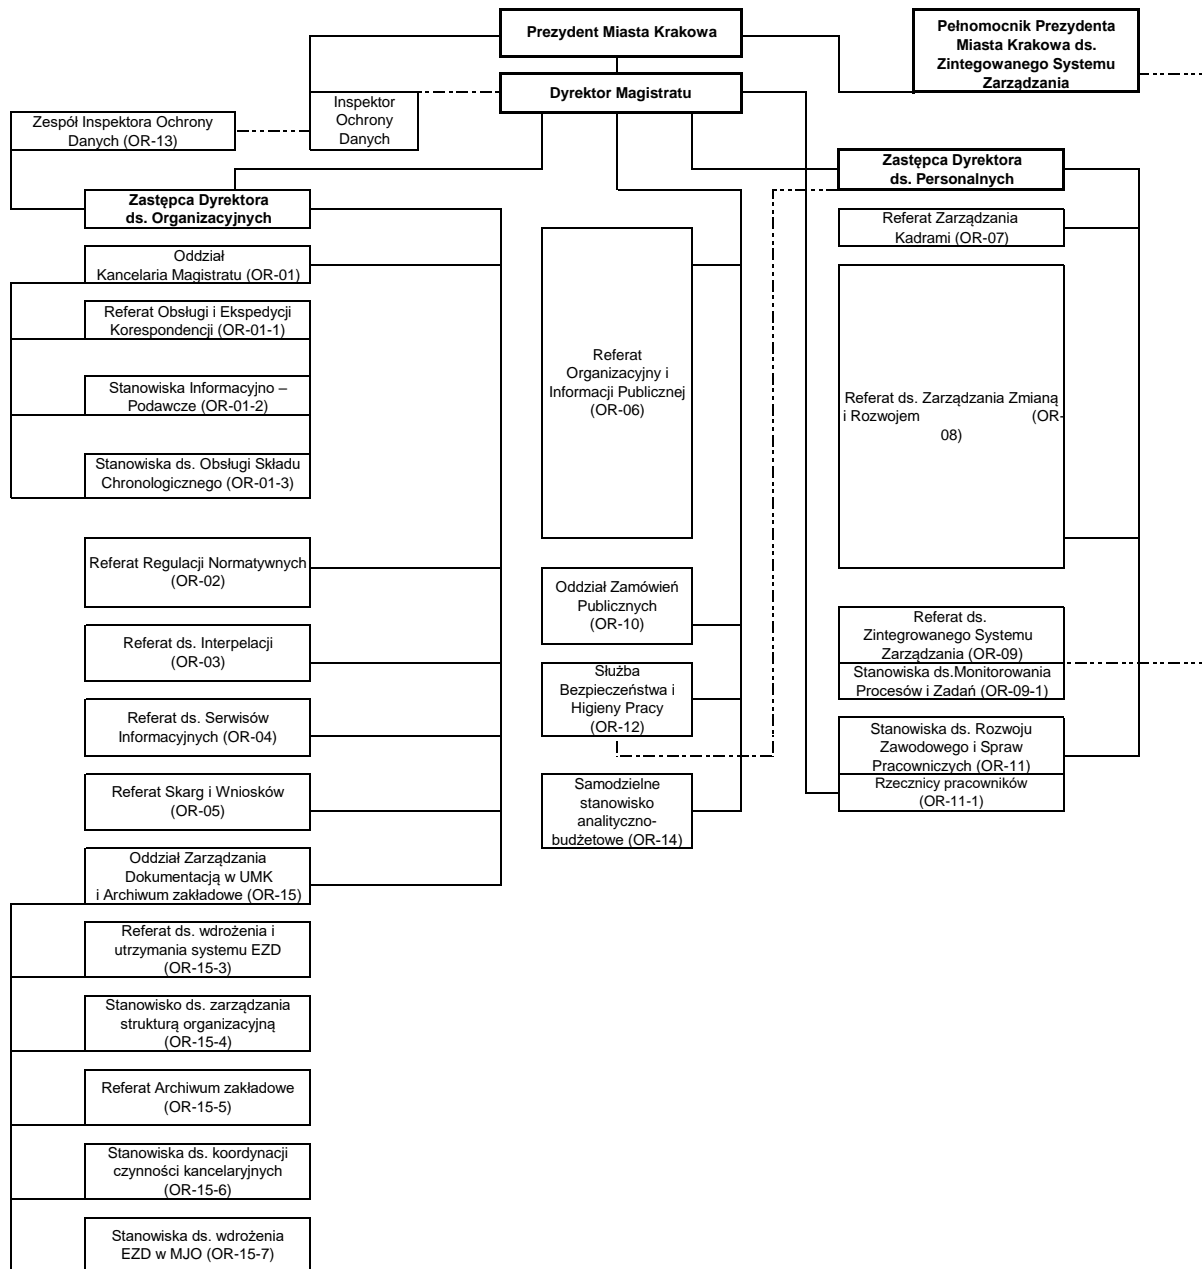 Prezydent Miasta Krakowa
Pełnomocnik Prezydenta
Miasta Krakowa ds.
Zintegowanego Systemu
Zarządzania
Dyrektor Magistratu
Inspektor
Ochrony
Danych
Zespół Inspektora Ochrony
Danych (OR-13)
Zastępca Dyrektora
ds. Organizacyjnych
Oddział
Kancelaria Magistratu (OR-01)
Referat Obsługi i Ekspedycji
Korespondencji (OR-01-1)
Stanowiska Informacyjno –
Podawcze (OR-01-2)
Stanowiska ds. Obsługi Składu
Chronologicznego (OR-01-3)
Referat Regulacji Normatywnych
(OR-02)
Referat ds. Interpelacji
(OR-03)
Referat ds. Serwisów
Informacyjnych (OR-04)
Referat Skarg i Wniosków
(OR-05)
Oddział Zarządzania
Dokumentacją w UMK
i Archiwum zakładowe (OR-15)
Referat ds. wdrożenia i
utrzymania systemu EZD
(OR-15-3)
Stanowisko ds. zarządzania
strukturą organizacyjną
(OR-15-4)
Referat Archiwum zakładowe
(OR-15-5)
Stanowiska ds. koordynacji
czynności kancelaryjnych
(OR-15-6)
Stanowiska ds. wdrożenia
EZD w MJO (OR-15-7)
Referat
Organizacyjny i
Informacji Publicznej
(OR-06)
Oddział Zamówień
Publicznych
(OR-10)
Służba
Bezpieczeństwa i
Higieny Pracy
(OR-12)
Samodzielne
stanowisko
analityczno-
budżetowe (OR-14)
Zastępca Dyrektora
ds. Personalnych
Referat Zarządzania
Kadrami (OR-07)
Referat ds. Zarządzania Zmianą
i Rozwojem (OR-
08)
Referat ds.
Zintegrowanego Systemu
Zarządzania (OR-09)
Stanowiska ds.Monitorowania
Procesów i Zadań (OR-09-1)
Stanowiska ds. Rozwoju
Zawodowego i Spraw
Pracowniczych (OR-11)
Rzecznicy pracowników
(OR-11-1)